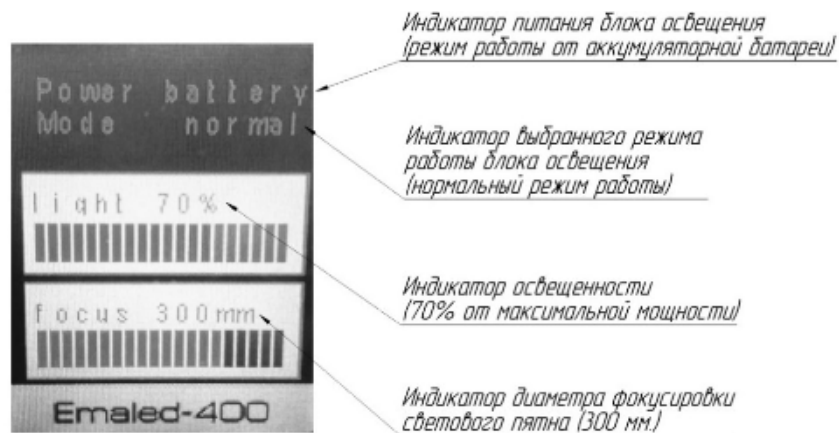 Индикатор питания блока освещения
(режим работы от аккумуляторной батареи)
Power battery
Mode normal
Индикатор выбранного режима
работы блока освещения
(нормальный режим работы)
light 70%
Индикатор освещенности
(70% от максимальной мощности)
focus 300mm
Индикатор диаметра фокусировки
светового пятна (300 мм.)
Emaled-400